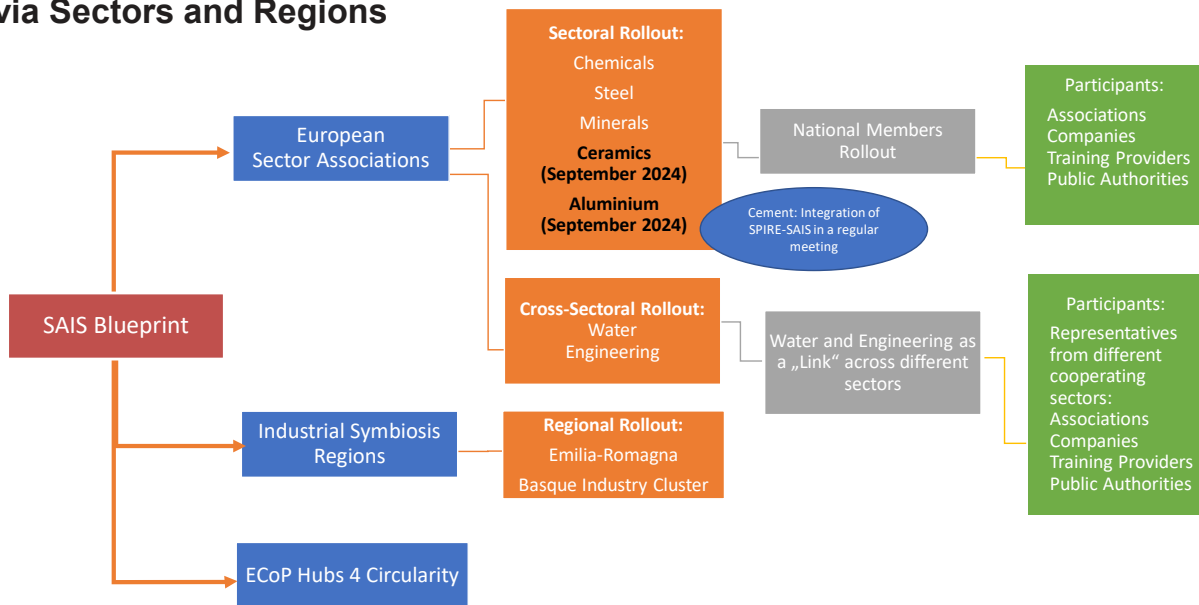 via Sectors and Regions
SAIS Blueprint
European
Sector Associations
Industrial Symbiosis
Regions
ECoP Hubs 4 Circularity
Sectoral Rollout:
Chemicals
Steel
Minerals
Ceramics
(September 2024)
Aluminium
(September 2024)
Cement: Integration of
SPIRE-SAIS in a regular
meeting
National Members
Rollout
Participants:
Associations
Companies
Training Providers
Public Authorities
Cross-Sectoral Rollout:
Water
Engineering
Water and Engineering as
a „Link“ across different
sectors
Participants:
Representatives
from different
cooperating
sectors:
Associations
Companies
Training Providers
Public Authorities
Regional Rollout:
Emilia-Romagna
Basque Industry Cluster